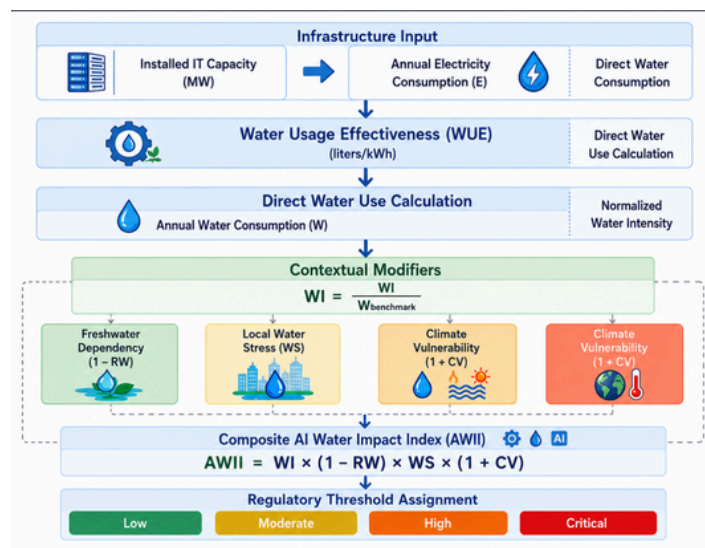 Infrastructure Input
Installed IT Capacity
(MW)
Annual Electricity
Consumption (E)
Direct Water
Consumption
Water Usage Effectiveness (WUE)
(liters/kWh)
Direct Water
Use Calculation
Direct Water Use Calculation
Annual Water Consumption (W)
Normalized
Water Intensity
Contextual Modifiers
WI = WI / Wbenchmark
Freshwater
Dependency
(1 – RW)
Local Water
Stress (WS)
Climate
Vulnerability
(1 + CV)
Climate
Vulnerability
(1 + CV)
Composite AI Water Impact Index (AWII)
AI
AWII = WI × (1 – RW) × WS × (1 + CV)
Regulatory Threshold Assignment
Low
Moderate
High
Critical